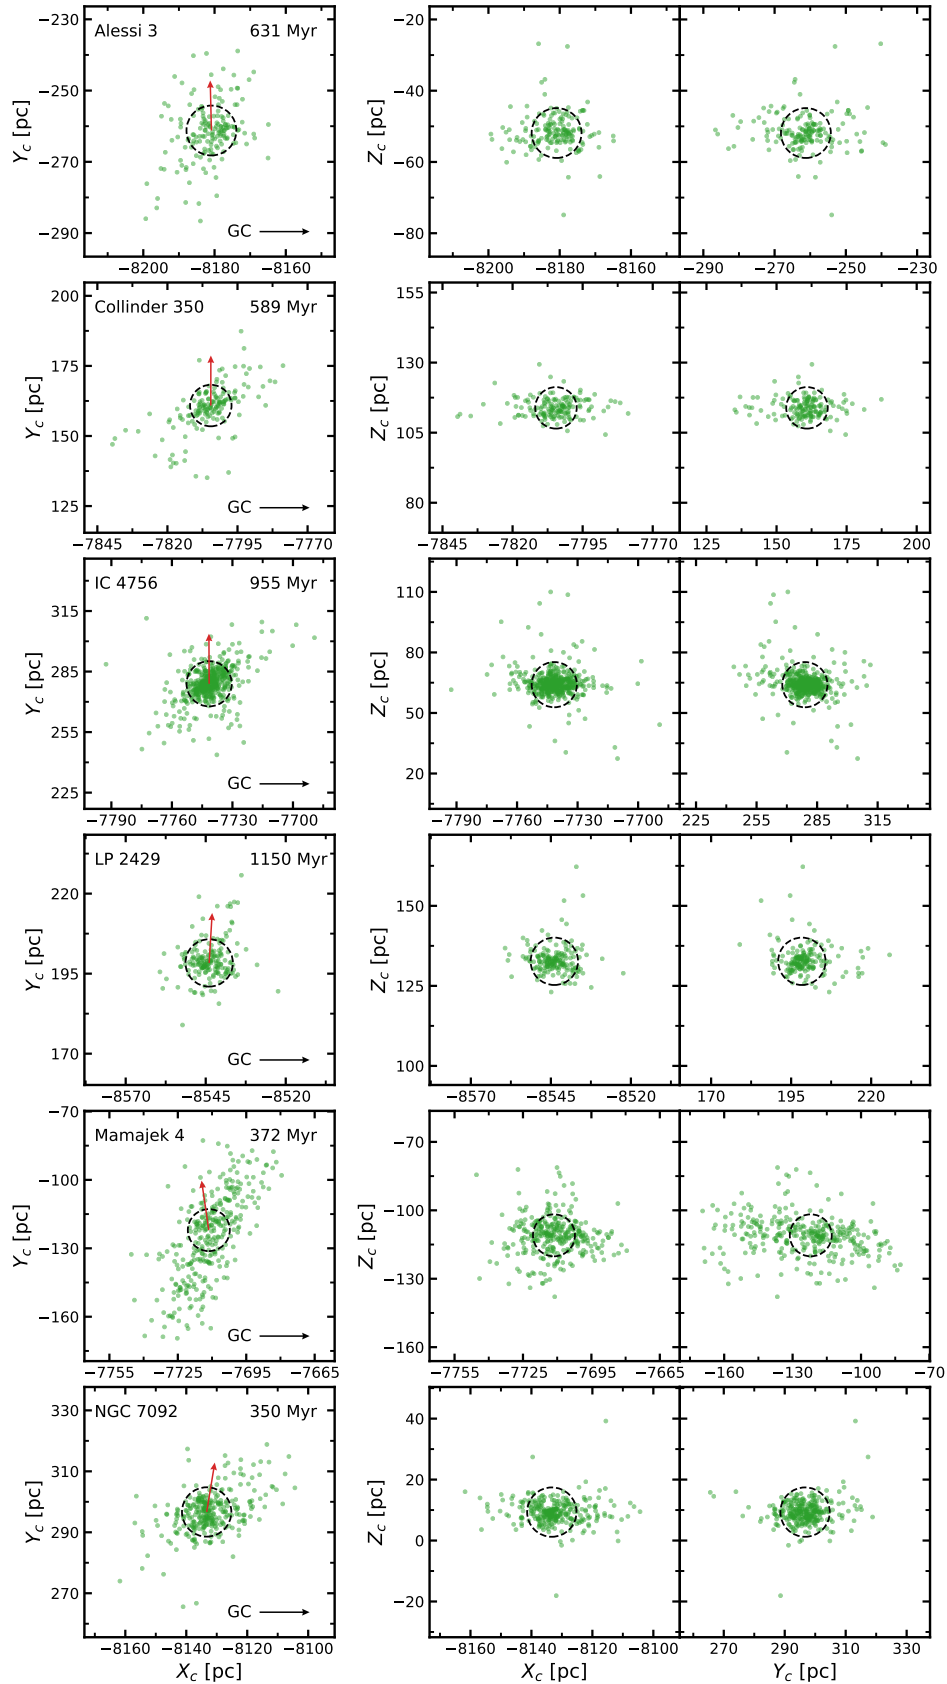 Alessi 3 631 Myr
Y_c [pc]
−230
−250
−270
−290
GC
−8200 −8180 −8160
Z_c [pc]
−20
−40
−60
−80
−8200 −8180 −8160
−290 −270 −250 −230
Collinder 350 589 Myr
Y_c [pc]
200
175
150
125
GC
−7845 −7820 −7795 −7770
Z_c [pc]
155
130
105
80
−7845 −7820 −7795 −7770
125 150 175 200
IC 4756 955 Myr
Y_c [pc]
315
285
255
225
GC
−7790 −7760 −7730 −7700
Z_c [pc]
110
80
50
20
−7790 −7760 −7730 −7700
225 255 285 315
LP 2429 1150 Myr
Y_c [pc]
220
195
170
GC
−8570 −8545 −8520
Z_c [pc]
150
125
100
−8570 −8545 −8520
170 195 220
Mamajek 4 372 Myr
Y_c [pc]
−70
−100
−130
−160
GC
−7755 −7725 −7695 −7665
Z_c [pc]
−70
−100
−130
−160
−7755 −7725 −7695 −7665
−160 −130 −100 −70
NGC 7092 350 Myr
Y_c [pc]
330
310
290
270
GC
−8160 −8140 −8120 −8100
X_c [pc]
Z_c [pc]
40
20
0
−20
−8160 −8140 −8120 −8100
X_c [pc]
270 290 310 330
Y_c [pc]